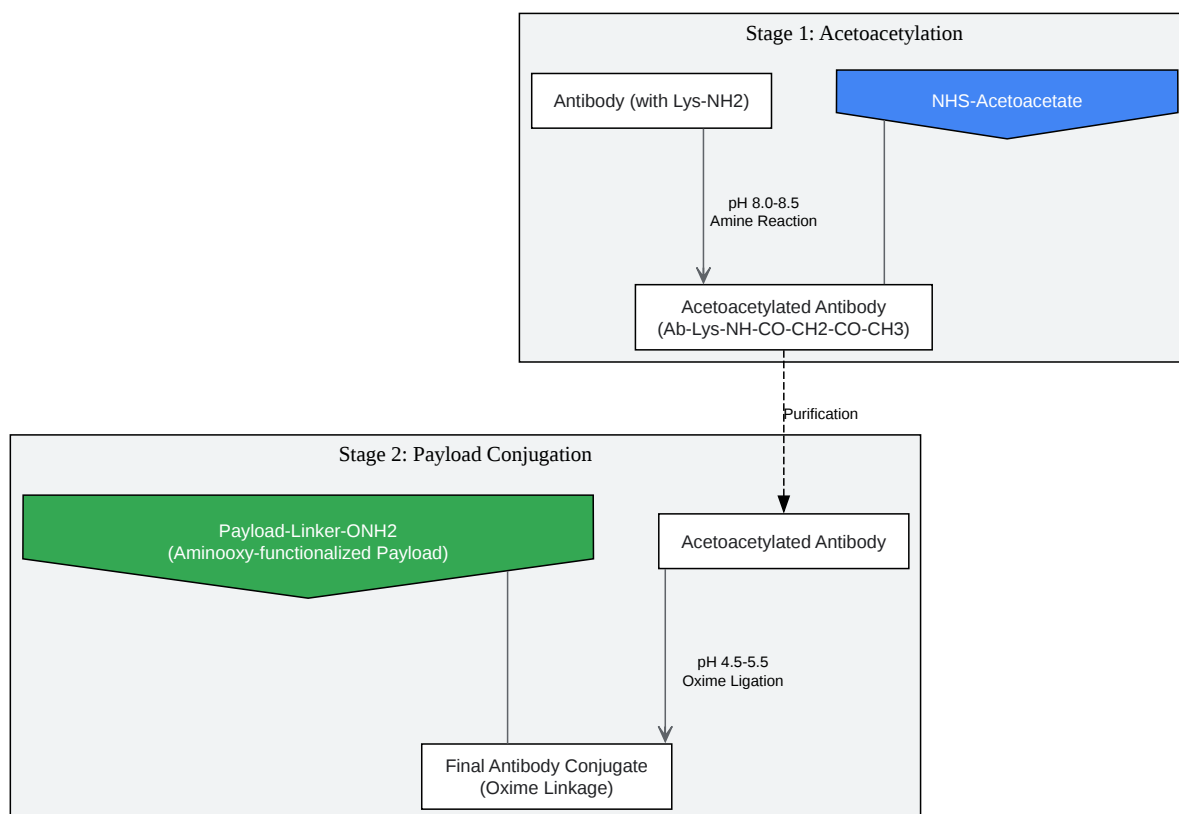 Stage 1: Acetoacetylation
Antibody (with Lys-NH2)
NHS-Acetoacetate
pH 8.0-8.5
Amine Reaction
Acetoacetylated Antibody
(Ab-Lys-NH-CO-CH2-CO-CH3)
Purification
Stage 2: Payload Conjugation
Payload-Linker-ONH2
(Aminooxy-functionalized Payload)
Acetoacetylated Antibody
pH 4.5-5.5
Oxime Ligation
Final Antibody Conjugate
(Oxime Linkage)